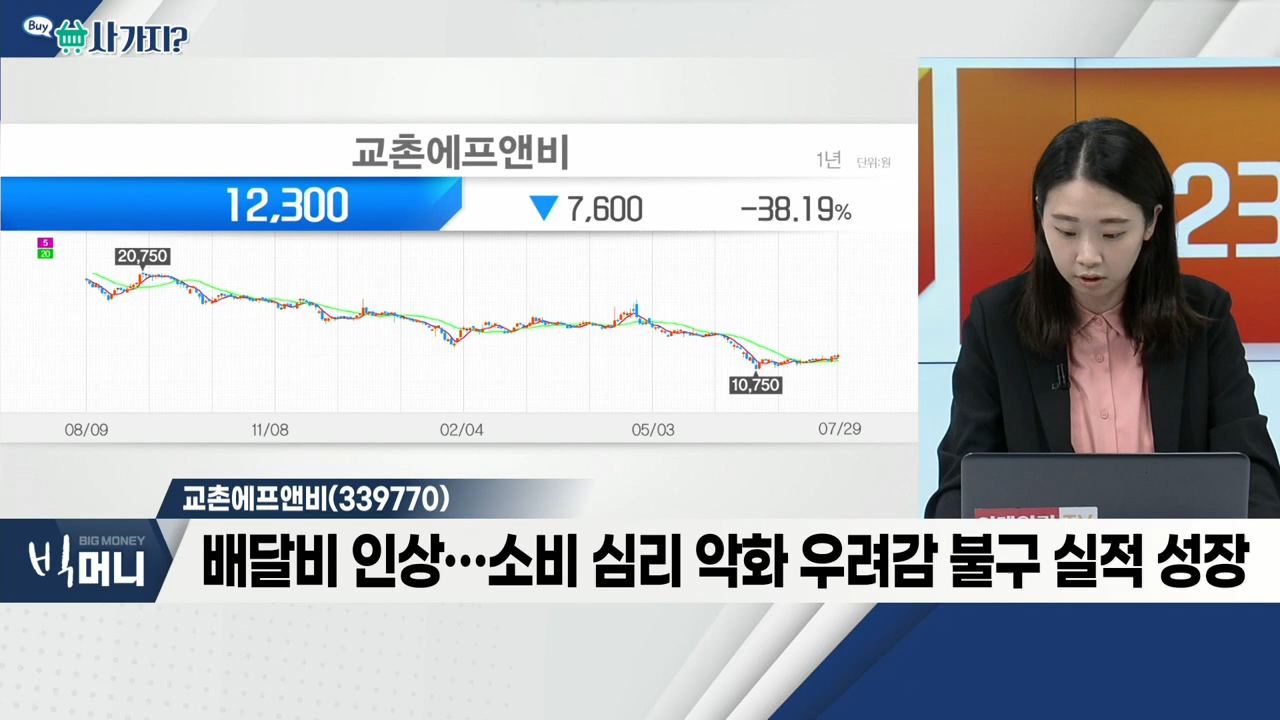 Buy
사가지?
교촌에프앤비
1년 단위:원
12,300 ▼ 7,600 -38.19%
5
20
20,750
10,750
08/09 11/08 02/04 05/03 07/29
23
교촌에프앤비(339770)
BIG MONEY
빅머니
배달비 인상…소비 심리 악화 우려감 불구 실적 성장